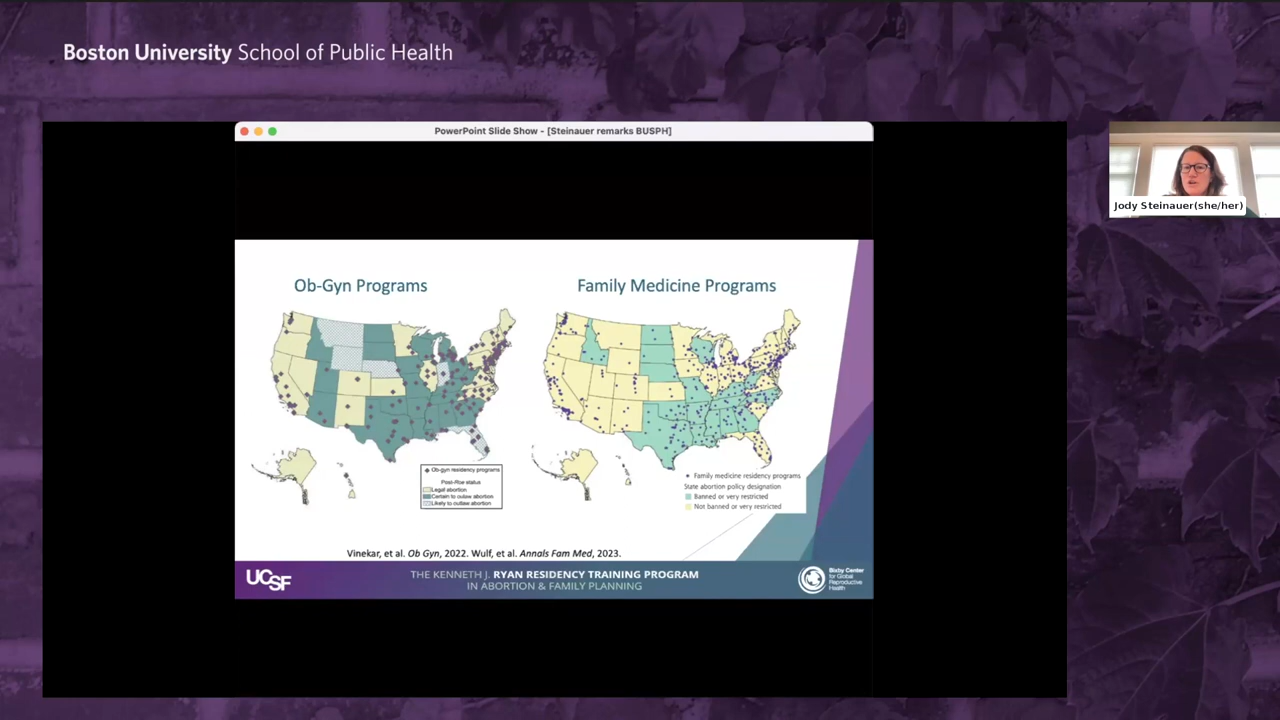 Boston University School of Public Health
PowerPoint Slide Show - [Steinauer remarks BUSPH]
Jody Steinauer(she/her)
Ob-Gyn Programs
Family Medicine Programs
Ob-gyn residency programs
Post-Roe status
Legal abortion
Certain to outlaw abortion
Likely to outlaw abortion
Family medicine residency programs
State abortion policy designation
Banned or very restricted
Not banned or very restricted
Vinekar, et al. Ob Gyn, 2022. Wulf, et al. Annals Fam Med, 2023.
UCSF
THE KENNETH J. RYAN RESIDENCY TRAINING PROGRAM
IN ABORTION & FAMILY PLANNING
Bixby Center
for Global
Reproductive
Health